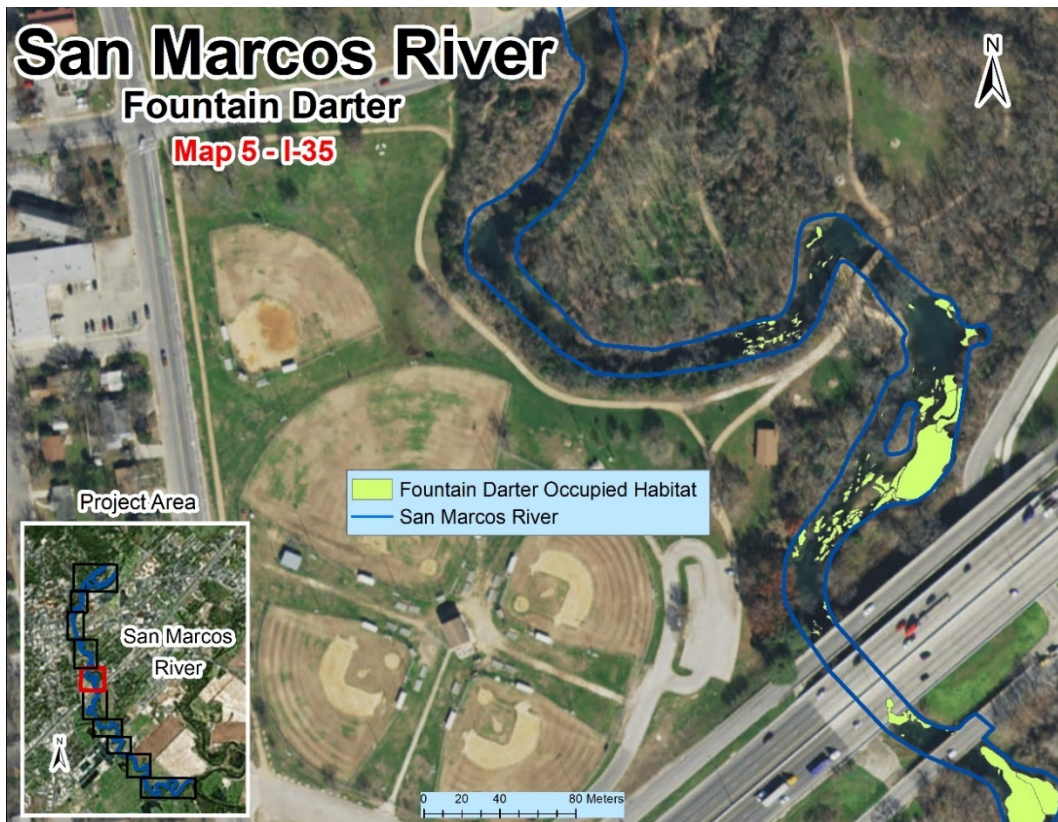 San Marcos River
Fountain Darter
Map 5 - I-35
N
Fountain Darter Occupied Habitat
San Marcos River
Project Area
San Marcos
River
N
0 20 40 80 Meters